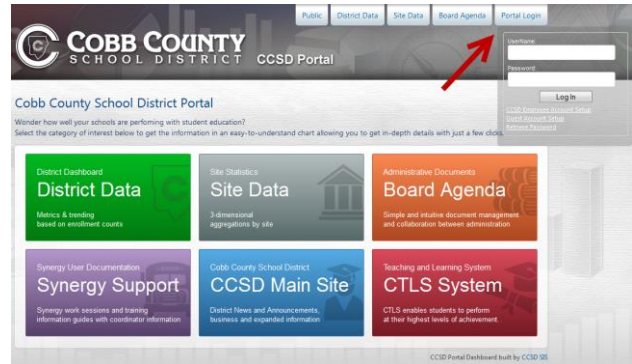 Public District Data Site Data Board Agenda Portal Login
COBB COUNTY
SCHOOL DISTRICT CCSD Portal
UserName:
Password:
Log In
CCSD Employee Account Setup
Guest Account Setup
Retrieve Password
Cobb County School District Portal
Wonder how well your schools are perfoming with student education?
Select the category of interest below to get the information in an easy-to-understand chart allowing you to get in-depth details with just a few clicks.
District Dashboard
District Data
Metrics & trending
based on enrollment counts
Site Statistics
Site Data
3-dimensional
aggregations by site
Administrative Documents
Board Agenda
Simple and intuitive document management
and collaboration between administration
Synergy User Documentation
Synergy Support
Synergy work sessions and training
information guides with coordinator information
Cobb County School District
CCSD Main Site
District News and Announcements,
business and expanded information
Teaching and Learning System
CTLS System
CTLS enables students to perform
at their highest levels of achievement.
CCSD Portal Dashboard built by CCSD SIS